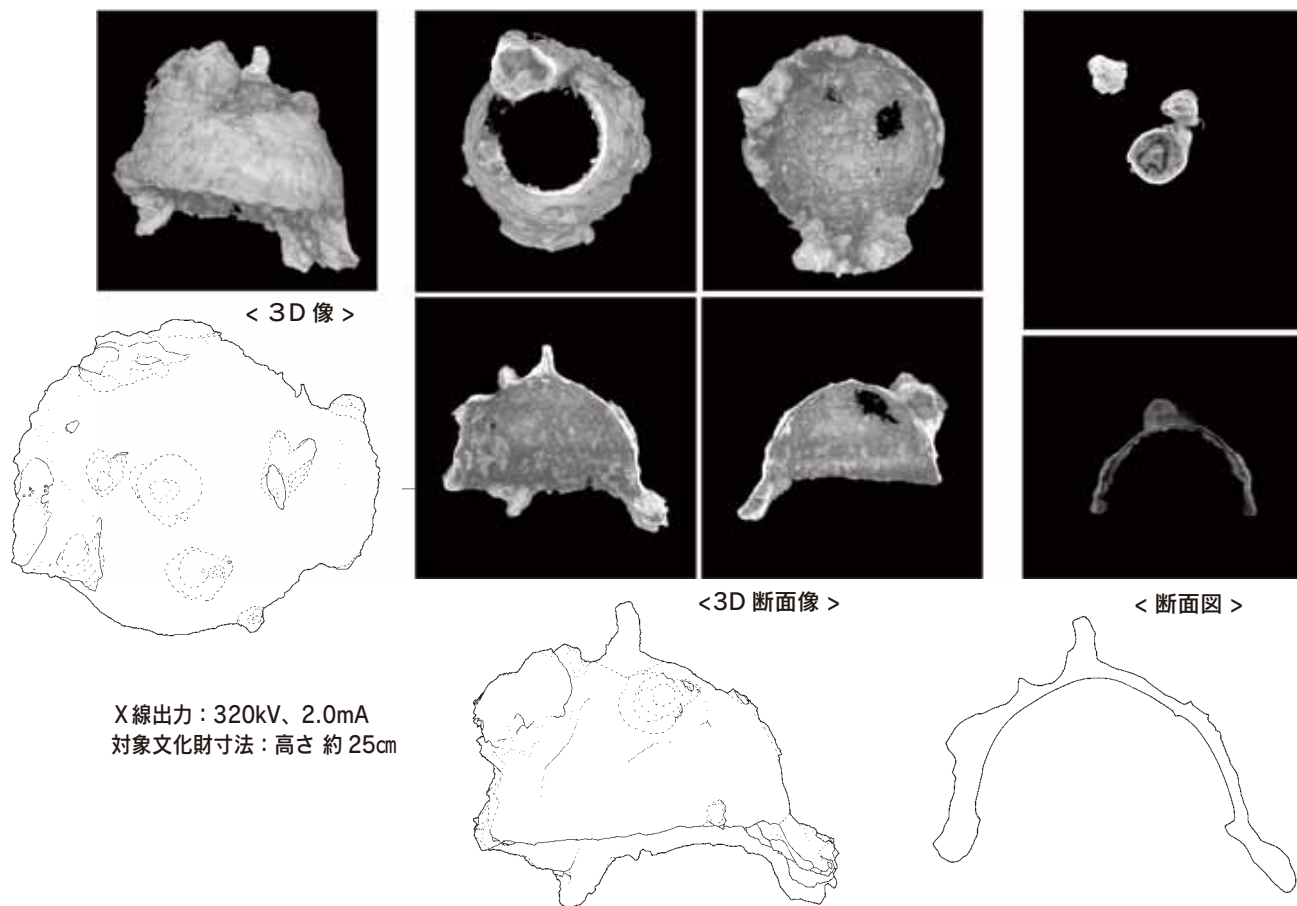 < 3D 像 >
<3D 断面像 >
< 断面図 >
X線出力：320kV、2.0mA
対象文化財寸法：高さ 約 25㎝